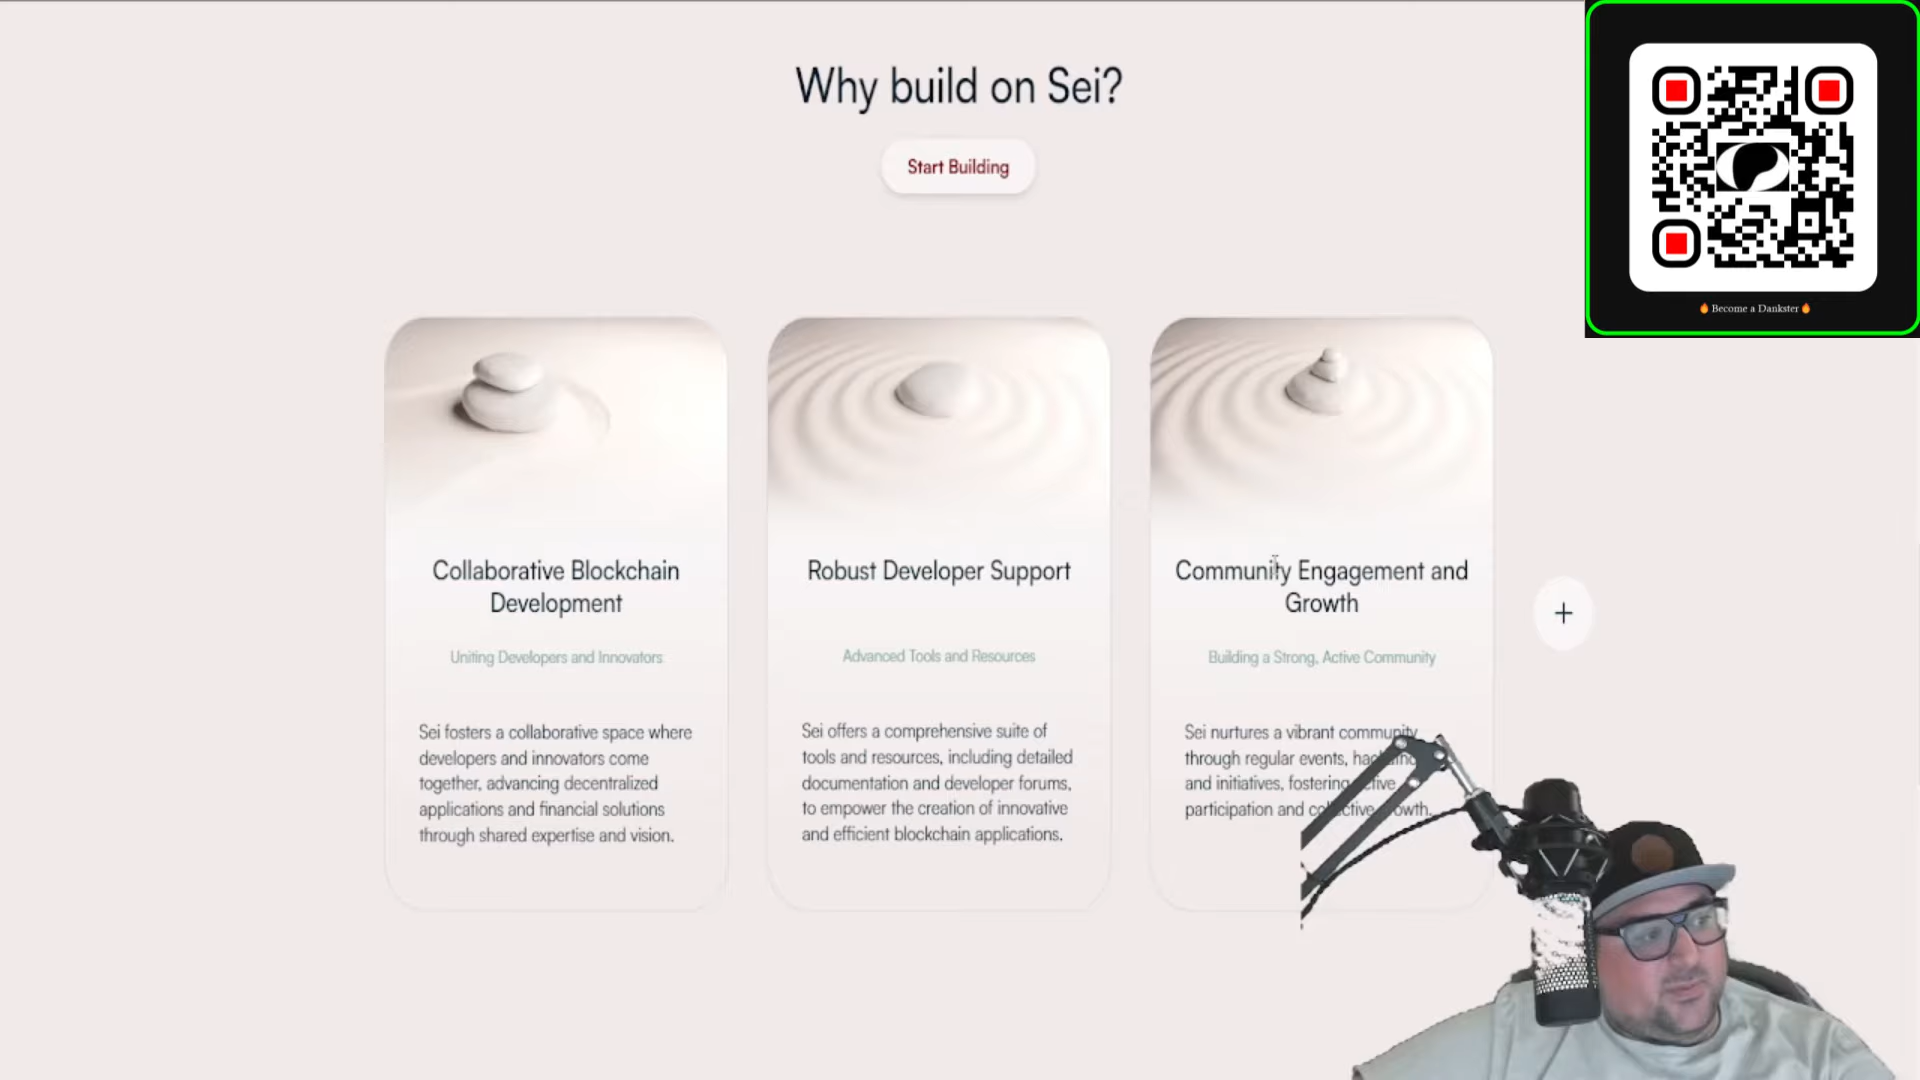 Why build on Sei?
Start Building
Become a Dankster
Collaborative Blockchain
Development
Uniting Developers and Innovators
Sei fosters a collaborative space where
developers and innovators come
together, advancing decentralized
applications and financial solutions
through shared expertise and vision.
Robust Developer Support
Advanced Tools and Resources
Sei offers a comprehensive suite of
tools and resources, including detailed
documentation and developer forums,
to empower the creation of innovative
and efficient blockchain applications.
Community Engagement and
Growth
Building a Strong, Active Community
Sei nurtures a vibrant community
through regular events,
and initiatives, fostering
participation and
+